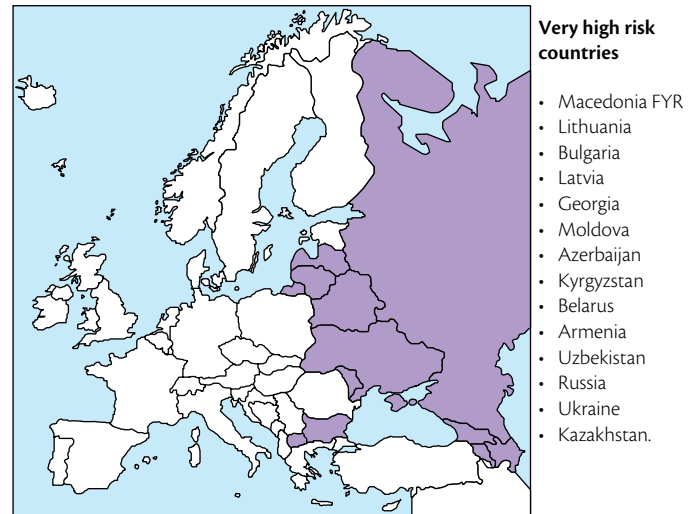 Very high risk
countries
• Macedonia FYR
• Lithuania
• Bulgaria
• Latvia
• Georgia
• Moldova
• Azerbaijan
• Kyrgyzstan
• Belarus
• Armenia
• Uzbekistan
• Russia
• Ukraine
• Kazakhstan.